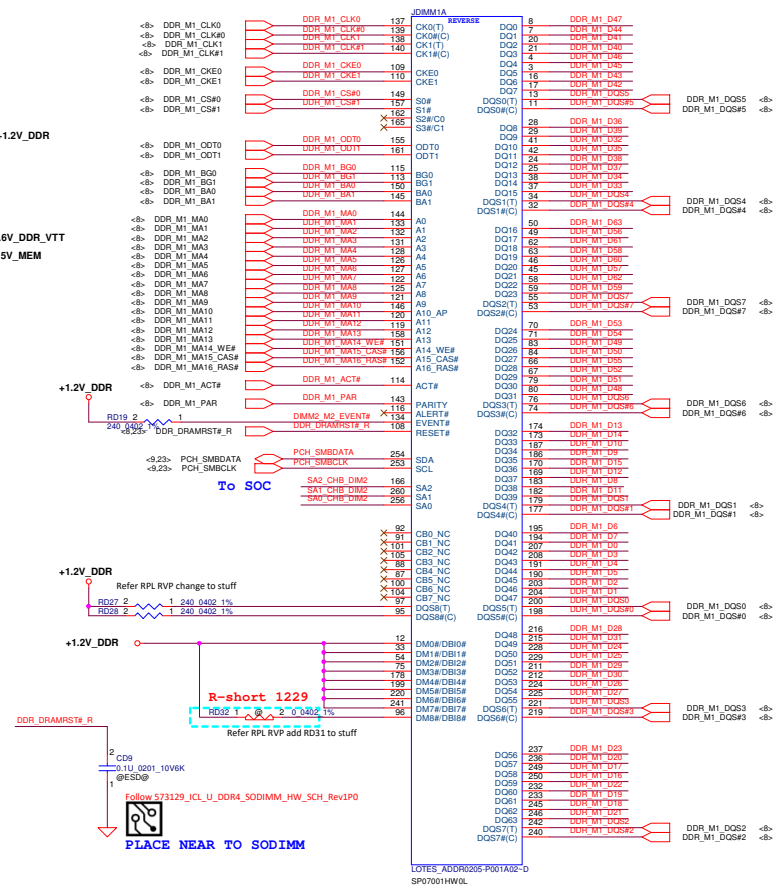 JDIMM1A
REVERSE
<8> DDR_M1_CLK0 DDR_M1_CLK0 137 CK0(T)
<8> DDR_M1_CLK#0 DDR_M1_CLK#0 139 CK0#(C)
<8> DDR_M1_CLK1 DDR_M1_CLK1 138 CK1(T)
<8> DDR_M1_CLK#1 DDR_M1_CLK#1 140 CK1#(C)
<8> DDR_M1_CKE0 DDR_M1_CKE0 109 CKE0
<8> DDR_M1_CKE1 DDR_M1_CKE1 110 CKE1
<8> DDR_M1_CS#0 DDR_M1_CS#0 149 S0#
<8> DDR_M1_CS#1 DDR_M1_CS#1 157 S1#
162 S2#/C0
165 S3#/C1
+1.2V_DDR
<8> DDR_M1_ODT0 DDR_M1_ODT0 155 ODT0
<8> DDR_M1_ODT1 DDR_M1_ODT1 161 ODT1
<8> DDR_M1_BG0 DDR_M1_BG0 115 BG0
<8> DDR_M1_BG1 DDR_M1_BG1 113 BG1
<8> DDR_M1_BA0 DDR_M1_BA0 150 BA0
<8> DDR_M1_BA1 DDR_M1_BA1 145 BA1
.6V_DDR_VTT
5V_MEM
<8> DDR_M1_MA0 DDR_M1_MA0 144 A0
<8> DDR_M1_MA1 DDR_M1_MA1 133 A1
<8> DDR_M1_MA2 DDR_M1_MA2 132 A2
<8> DDR_M1_MA3 DDR_M1_MA3 131 A3
<8> DDR_M1_MA4 DDR_M1_MA4 128 A4
<8> DDR_M1_MA5 DDR_M1_MA5 126 A5
<8> DDR_M1_MA6 DDR_M1_MA6 127 A6
<8> DDR_M1_MA7 DDR_M1_MA7 122 A7
<8> DDR_M1_MA8 DDR_M1_MA8 125 A8
<8> DDR_M1_MA9 DDR_M1_MA9 121 A9
<8> DDR_M1_MA10 DDR_M1_MA10 146 A10_AP
<8> DDR_M1_MA11 DDR_M1_MA11 120 A11
<8> DDR_M1_MA12 DDR_M1_MA12 119 A12
<8> DDR_M1_MA13 DDR_M1_MA13 158 A13
<8> DDR_M1_MA14_WE# DDR_M1_MA14_WE# 151 A14_WE#
<8> DDR_M1_MA15_CAS# DDR_M1_MA15_CAS# 156 A15_CAS#
<8> DDR_M1_MA16_RAS# DDR_M1_MA16_RAS# 152 A16_RAS#
<8> DDR_M1_ACT# DDR_M1_ACT# 114 ACT#
+1.2V_DDR
<8> DDR_M1_PAR DDR_M1_PAR 143 PARITY
116 ALERT#
RD19 2 1 DIMM2_M2_EVENT# 134 EVENT#
240_0402_1%
<8,23> DDR_DRAMRST#_R DDR_DRAMRST#_R 108 RESET#
<9,23> PCH_SMBDATA PCH_SMBDATA 254 SDA
<9,23> PCH_SMBCLK PCH_SMBCLK 253 SCL
To SOC
SA2_CHB_DIM2 166 SA2
SA1_CHB_DIM2 260 SA1
SA0_CHB_DIM2 256 SA0
92 CB0_NC
91 CB1_NC
101 CB2_NC
105 CB3_NC
88 CB4_NC
87 CB5_NC
100 CB6_NC
104 CB7_NC
+1.2V_DDR
Refer RPL RVP change to stuff
RD27 2 1 240_0402_1% 97 DQS8(T)
RD28 2 1 240_0402_1% 95 DQS8#(C)
+1.2V_DDR
12 DM0#/DBI0#
33 DM1#/DBI1#
54 DM2#/DBI2#
75 DM3#/DBI3#
178 DM4#/DBI4#
199 DM5#/DBI5#
220 DM6#/DBI6#
241 DM7#/DBI7#
96 DM8#/DBI8#
R-short 1229
RD32 1 @ 2 0_0402_1%
Refer RPL RVP add RD31 to stuff
DDR_DRAMRST#_R
2
CD9
0.1U_0201_10V6K
@ESD@
1
Follow 573129_ICL_U_DDR4_SODIMM_HW_SCH_Rev1P0
PLACE NEAR TO SODIMM
DQ0 8 DDR_M1_D47
DQ1 7 DDR_M1_D44
DQ2 20 DDR_M1_D41
DQ3 21 DDR_M1_D40
DQ4 4 DDR_M1_D46
DQ5 3 DDR_M1_D45
DQ6 16 DDR_M1_D43
DQ7 17 DDR_M1_D42
DQS0(T) 13 DDR_M1_DQS5 DDR_M1_DQS5 <8>
DQS0#(C) 11 DDR_M1_DQS#5 DDR_M1_DQS#5 <8>
DQ8 28 DDR_M1_D36
DQ9 29 DDR_M1_D39
DQ10 41 DDR_M1_D32
DQ11 42 DDR_M1_D35
DQ12 24 DDR_M1_D38
DQ13 25 DDR_M1_D37
DQ14 38 DDR_M1_D34
DQ15 37 DDR_M1_D33
DQS1(T) 34 DDR_M1_DQS4 DDR_M1_DQS4 <8>
DQS1#(C) 32 DDR_M1_DQS#4 DDR_M1_DQS#4 <8>
DQ16 50 DDR_M1_D63
DQ17 49 DDR_M1_D56
DQ18 62 DDR_M1_D61
DQ19 63 DDR_M1_D58
DQ20 46 DDR_M1_D60
DQ21 45 DDR_M1_D57
DQ22 58 DDR_M1_D62
DQ23 59 DDR_M1_D59
DQS2(T) 55 DDR_M1_DQS7 DDR_M1_DQS7 <8>
DQS2#(C) 53 DDR_M1_DQS#7 DDR_M1_DQS#7 <8>
DQ24 70 DDR_M1_D53
DQ25 71 DDR_M1_D54
DQ26 83 DDR_M1_D49
DQ27 84 DDR_M1_D50
DQ28 66 DDR_M1_D55
DQ29 67 DDR_M1_D52
DQ30 79 DDR_M1_D51
DQ31 80 DDR_M1_D48
DQS3(T) 76 DDR_M1_DQS6 DDR_M1_DQS6 <8>
DQS3#(C) 74 DDR_M1_DQS#6 DDR_M1_DQS#6 <8>
DQ32 174 DDR_M1_D13
DQ33 173 DDR_M1_D14
DQ34 187 DDR_M1_D10
DQ35 186 DDR_M1_D9
DQ36 170 DDR_M1_D15
DQ37 169 DDR_M1_D12
DQ38 183 DDR_M1_D8
DQ39 182 DDR_M1_D11
DQS4(T) 179 DDR_M1_DQS1 DDR_M1_DQS1 <8>
DQS4#(C) 177 DDR_M1_DQS#1 DDR_M1_DQS#1 <8>
DQ40 195 DDR_M1_D6
DQ41 194 DDR_M1_D7
DQ42 207 DDR_M1_D0
DQ43 208 DDR_M1_D3
DQ44 191 DDR_M1_D4
DQ45 190 DDR_M1_D5
DQ46 203 DDR_M1_D2
DQ47 204 DDR_M1_D1
DQS5(T) 200 DDR_M1_DQS0 DDR_M1_DQS0 <8>
DQS5#(C) 198 DDR_M1_DQS#0 DDR_M1_DQS#0 <8>
DQ48 216 DDR_M1_D28
DQ49 215 DDR_M1_D31
DQ50 228 DDR_M1_D24
DQ51 229 DDR_M1_D25
DQ52 211 DDR_M1_D29
DQ53 212 DDR_M1_D30
DQ54 224 DDR_M1_D26
DQ55 225 DDR_M1_D27
DQS6(T) 221 DDR_M1_DQS3 DDR_M1_DQS3 <8>
DQS6#(C) 219 DDR_M1_DQS#3 DDR_M1_DQS#3 <8>
DQ56 237 DDR_M1_D23
DQ57 236 DDR_M1_D20
DQ58 249 DDR_M1_D17
DQ59 250 DDR_M1_D16
DQ60 232 DDR_M1_D22
DQ61 233 DDR_M1_D19
DQ62 245 DDR_M1_D18
DQ63 246 DDR_M1_D21
DQS7(T) 242 DDR_M1_DQS2 DDR_M1_DQS2 <8>
DQS7#(C) 240 DDR_M1_DQS#2 DDR_M1_DQS#2 <8>
LOTES_ADDR0205-P001A02~D
SP07001HW0L